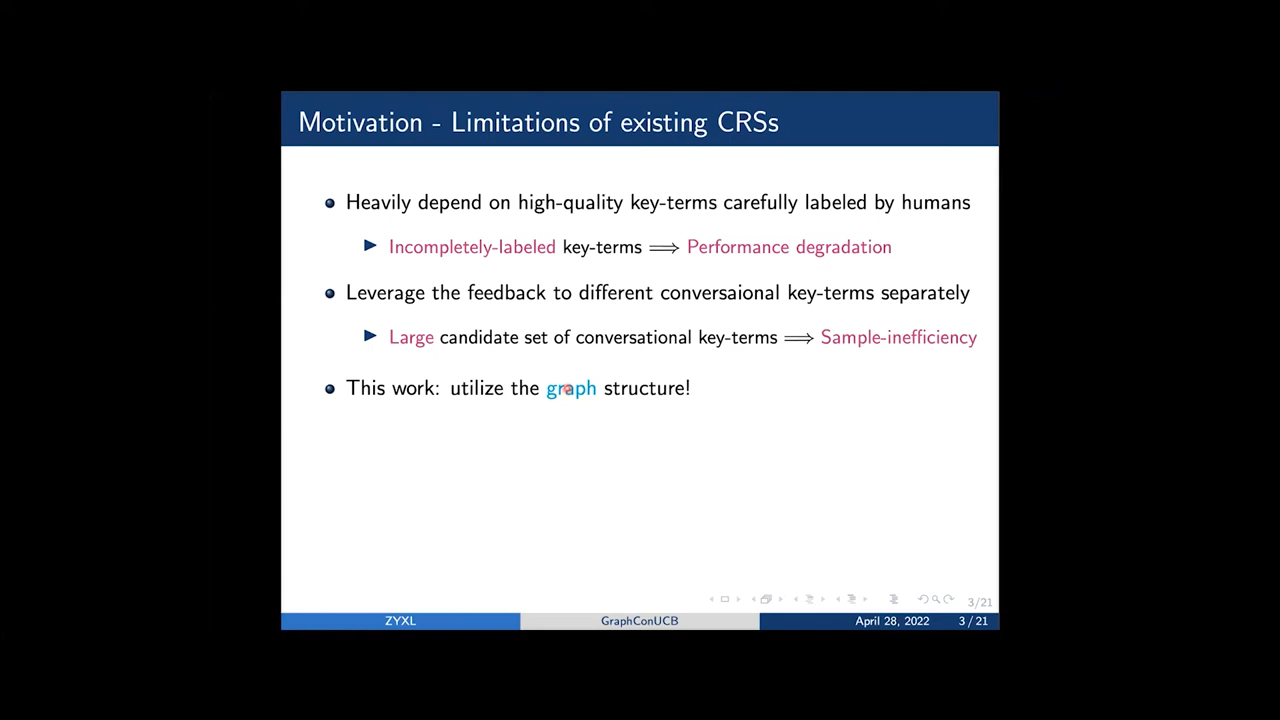 Motivation - Limitations of existing CRSs
Heavily depend on high-quality key-terms carefully labeled by humans
Incompletely-labeled key-terms ⟹ Performance degradation
Leverage the feedback to different conversaional key-terms separately
Large candidate set of conversational key-terms ⟹ Sample-inefficiency
This work: utilize the graph structure!
3/21
ZYXL GraphConUCB April 28, 2022 3 / 21